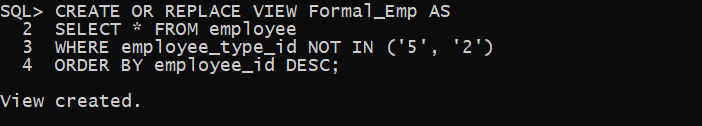 SQL> CREATE OR REPLACE VIEW Formal_Emp AS
  2  SELECT * FROM employee
  3  WHERE employee_type_id NOT IN ('5', '2')
  4  ORDER BY employee_id DESC;

View created.